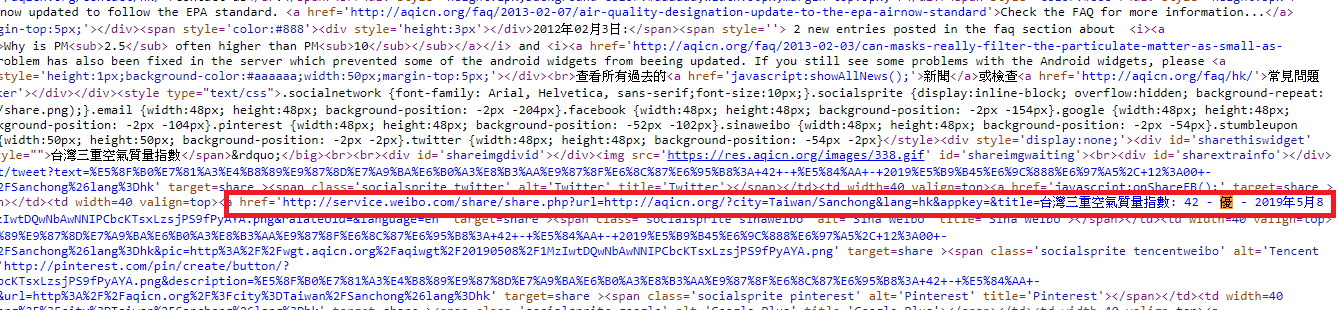 now updated to follow the EPA standard. <a href='http://aqicn.org/faq/2013-02-07/air-quality-designation-update-to-the-epa-airnow-standard'>Check the FAQ for more information...</a>
gin-top:5px;'></div><span style='color:#888'><div style='height:3px'></div>2012年02月3日:</span><span style=''> 2 new entries posted in the faq section about  <i><a
>Why is PM<sub>2.5</sub> often higher than PM<sub>10</sub></a></i> and <i><a href='http://aqicn.org/faq/2013-02-03/can-masks-really-filter-the-particulate-matter-as-small-as-
roblem has also been fixed in the server which prevented some of the android widgets from beeing updated. If you still see some problems with the Android widgets, please <a
style='height:1px;background-color:#aaaaaa;width:50px;margin-top:5px;'></div><br>查看所有過去的<a href='javascript:showAllNews();'>新聞</a>或檢查<a href='http://aqicn.org/faq/hk/'>常見問題
ter'></div></div><style type="text/css">.socialnetwork {font-family: Arial, Helvetica, sans-serif;font-size:10px;}.socialsprite {display:inline-block; overflow:hidden; background-repeat:
/share.png);}.email {width:48px; height:48px; background-position: -2px -204px}.facebook {width:48px; height:48px; background-position: -2px -154px}.google {width:48px; height:48px;
kground-position: -2px -104px}.pinterest {width:48px; height:48px; background-position: -52px -102px}.sinaweibo {width:48px; height:48px; background-position: -2px -54px}.stumbleupon
{width:50px; height:50px; background-position: -2px -2px}.twitter {width:48px; height:48px; background-position: -54px -2px}</style><div style='display:none;'><div id='sharethiswidget'
tyle="">台灣三重空氣質量指數</span>&rdquo;</big><br><br><div id='shareimgdivid'></div><img src='https://res.aqicn.org/images/338.gif' id='shareimgwaiting'><br><div id='sharextrainfo'></div>
t/tweet?text=%E5%8F%B0%E7%81%A3%E4%B8%89%E9%87%8D%E7%A9%BA%E6%B0%A3%E8%B3%AA%E9%87%8F%E6%8C%87%E6%95%B8%3A+42+-+%E5%84%AA+-+2019%E5%B9%B45%E6%9C%888%E6%97%A5%2C+12%3A00+-
%2FSanchong%26lang%3Dhk' target=share ><span class='socialsprite twitter' alt='Twitter' title='Twitter'></span></td><td width=40 valign=top><a href='javascript:onShareFB();' target=share >
n></td><td width=40 valign=top><a href='http://service.weibo.com/share/share.php?url=http://aqicn.org/?city=Taiwan/Sanchong&lang=hk&appkey=&title=台灣三重空氣質量指數: 42 - 優 - 2019年5月8
MzIwtDQwNbAwNNIPCbcKTsxLzsjPS9fPyAYA.png&ralateUid=&language=en' target=share ><span class='socialsprite sinaweibo' alt='Sina Weibo' title='Sina Weibo'></span></td><td width=40 valign=top>
%89%E9%87%8D%E7%A9%BA%E6%B0%A3%E8%B3%AA%E9%87%8F%E6%8C%87%E6%95%B8%3A+42+-+%E5%84%AA+-+2019%E5%B9%B45%E6%9C%888%E6%97%A5%2C+12%3A00+-
%2FSanchong%26lang%3Dhk&pic=http%3A%2F%2Fwgt.aqicn.org%2Faqiwgt%2F20190508%2F1MzIwtDQwNbAwNNIPCbcKTsxLzsjPS9fPyAYA.png' target=share ><span class='socialsprite tencentweibo' alt='Tencent
'http://pinterest.com/pin/create/button/?
yAYA.png&description=%E5%8F%B0%E7%81%A3%E4%B8%89%E9%87%8D%E7%A9%BA%E6%B0%A3%E8%B3%AA%E9%87%8F%E6%8C%87%E6%95%B8%3A+42+-+%E5%84%AA+-
+&url=http%3A%2F%2Faqicn.org%2F%3Fcity%3DTaiwan%2FSanchong%26lang%3Dhk' target=share ><span class='socialsprite pinterest' alt='Pinterest' title='Pinterest'></span></td><td width=40